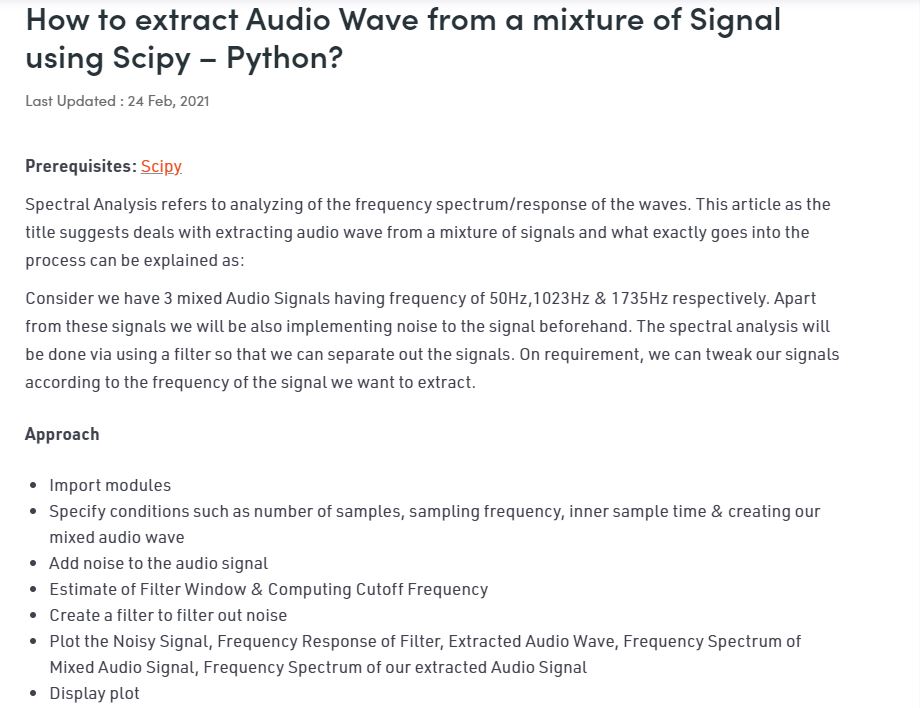 How to extract Audio Wave from a mixture of Signal
using Scipy – Python?
Last Updated : 24 Feb, 2021
Prerequisites: Scipy
Spectral Analysis refers to analyzing of the frequency spectrum/response of the waves. This article as the
title suggests deals with extracting audio wave from a mixture of signals and what exactly goes into the
process can be explained as:
Consider we have 3 mixed Audio Signals having frequency of 50Hz,1023Hz & 1735Hz respectively. Apart
from these signals we will be also implementing noise to the signal beforehand. The spectral analysis will
be done via using a filter so that we can separate out the signals. On requirement, we can tweak our signals
according to the frequency of the signal we want to extract.
Approach
• Import modules
• Specify conditions such as number of samples, sampling frequency, inner sample time & creating our
mixed audio wave
• Add noise to the audio signal
• Estimate of Filter Window & Computing Cutoff Frequency
• Create a filter to filter out noise
• Plot the Noisy Signal, Frequency Response of Filter, Extracted Audio Wave, Frequency Spectrum of
Mixed Audio Signal, Frequency Spectrum of our extracted Audio Signal
• Display plot